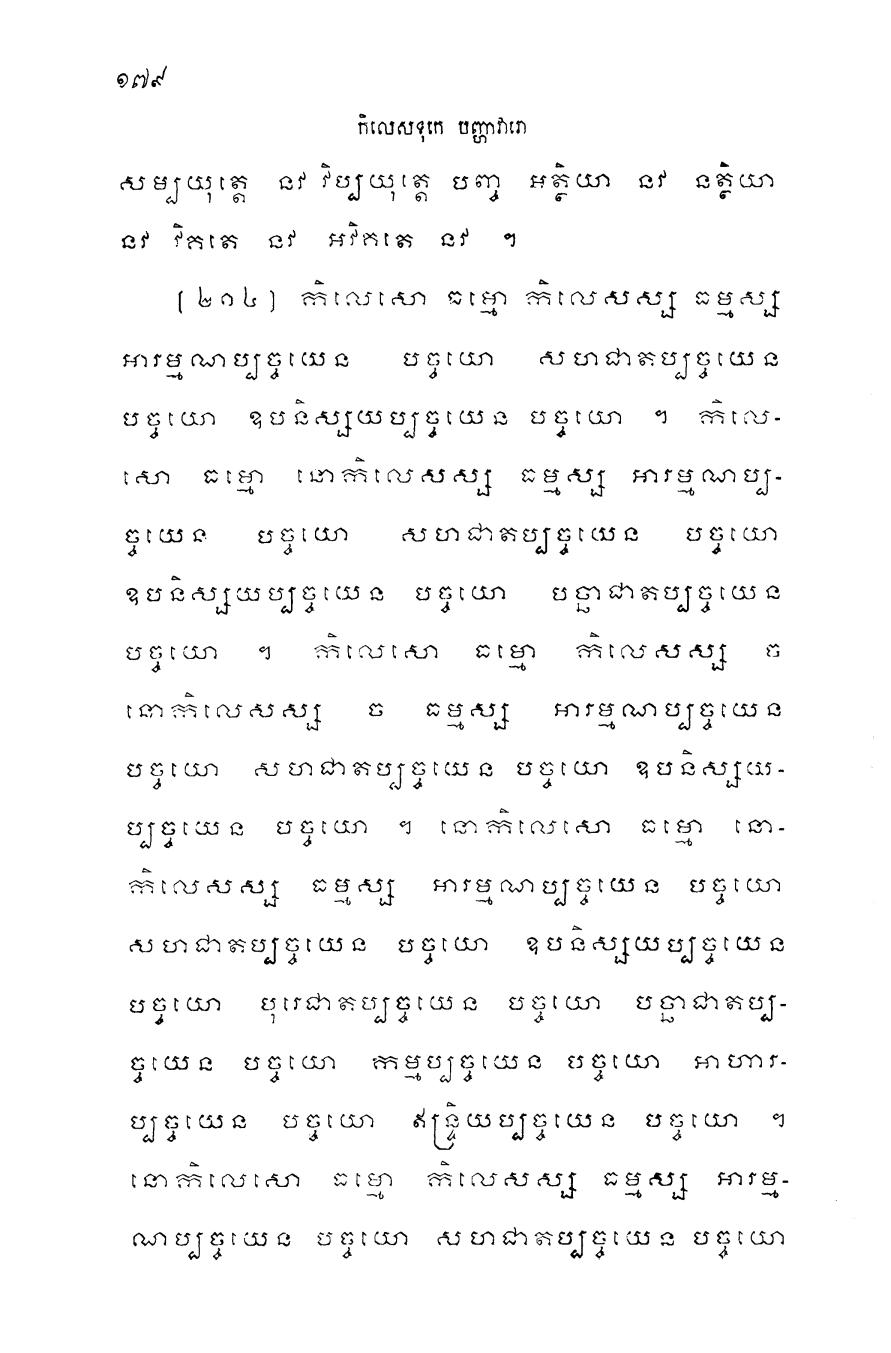 ១៧៩
កិលេសទុកេ បញ្ហាវារោ
សម្បយុត្តេ នវ វិប្បយុត្តេ បញ្ច អត្ថិយា នវ នត្ថិយា
នវ វិគតេ នវ អវិគតេ នវ ។
[២០៤] កិលេសោ ធម្មោ កិលេសស្ស ធម្មស្ស
អារម្មណប្បច្ចយេន បច្ចយោ សហជាតប្បច្ចយេន
បច្ចយោ ឧបនិស្សយប្បច្ចយេន បច្ចយោ ។ កិលេ-
សោ ធម្មោ នោកិលេសស្ស ធម្មស្ស អារម្មណប្ប-
ច្ចយេន បច្ចយោ សហជាតប្បច្ចយេន បច្ចយោ
ឧបនិស្សយប្បច្ចយេន បច្ចយោ បច្ឆាជាតប្បច្ចយេន
បច្ចយោ ។ កិលេសោ ធម្មោ កិលេសស្ស ច
នោកិលេសស្ស ច ធម្មស្ស អារម្មណប្បច្ចយេន
បច្ចយោ សហជាតប្បច្ចយេន បច្ចយោ ឧបនិស្សយ-
ប្បច្ចយេន បច្ចយោ ។ នោកិលេសោ ធម្មោ នោ-
កិលេសស្ស ធម្មស្ស អារម្មណប្បច្ចយេន បច្ចយោ
សហជាតប្បច្ចយេន បច្ចយោ ឧបនិស្សយប្បច្ចយេន
បច្ចយោ បុរេជាតប្បច្ចយេន បច្ចយោ បច្ឆាជាតប្ប-
ច្ចយេន បច្ចយោ កម្មប្បច្ចយេន បច្ចយោ អាហារ-
ប្បច្ចយេន បច្ចយោ ឥន្ទ្រិយប្បច្ចយេន បច្ចយោ ។
នោកិលេសោ ធម្មោ កិលេសស្ស ធម្មស្ស អារម្ម-
ណប្បច្ចយេន បច្ចយោ សហជាតប្បច្ចយេន បច្ចយោ